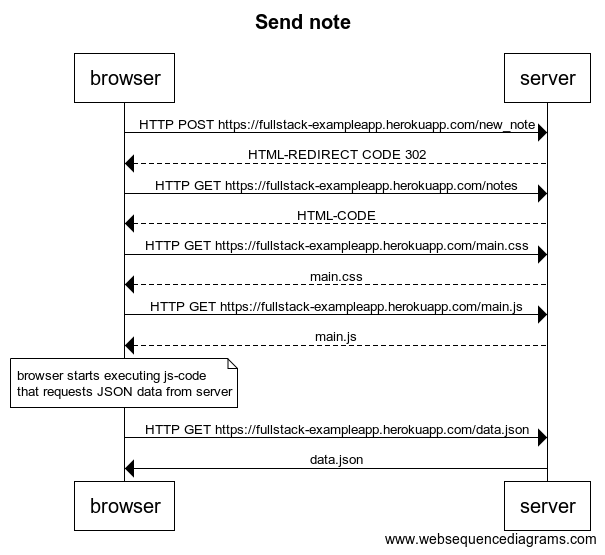 Send note
browser
server
HTTP POST https://fullstack-exampleapp.herokuapp.com/new_note
HTML-REDIRECT CODE 302
HTTP GET https://fullstack-exampleapp.herokuapp.com/notes
HTML-CODE
HTTP GET https://fullstack-exampleapp.herokuapp.com/main.css
main.css
HTTP GET https://fullstack-exampleapp.herokuapp.com/main.js
main.js
browser starts executing js-code
that requests JSON data from server
HTTP GET https://fullstack-exampleapp.herokuapp.com/data.json
data.json
browser
server
www.websequencediagrams.com